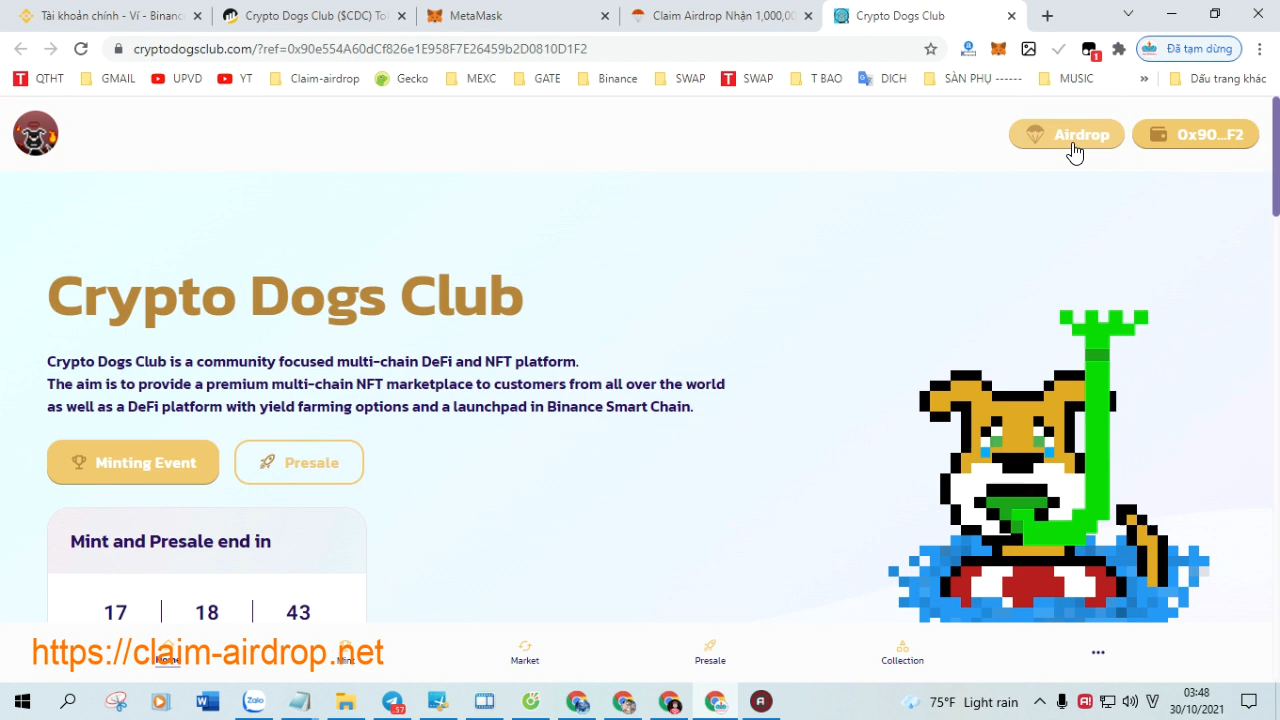 Tài khoản chính - Ví - Binanc
Crypto Dogs Club ($CDC) To
MetaMask
Claim Airdrop Nhận 1,000,00
Crypto Dogs Club
cryptodogsclub.com/?ref=0x90e554A60dCf826e1E958F7E26459b2D0810D1F2
1
Đã tạm dừng
QTHT
GMAIL
UPVD
YT
Claim-airdrop
Gecko
MEXC
GATE
Binance
SWAP
SWAP
T BAO
DICH
SÀN PHỤ ------
MUSIC
»
Dấu trang khác
Airdrop
0x90...F2
Crypto Dogs Club
Crypto Dogs Club is a community focused multi-chain DeFi and NFT platform.
The aim is to provide a premium multi-chain NFT marketplace to customers from all over the world
as well as a DeFi platform with yield farming options and a launchpad in Binance Smart Chain.
Minting Event
Presale
Mint and Presale end in
17
18
43
https://claim-airdrop.net
Home
Mint
Market
Presale
Collection
Zalo
57
75°F Light rain
03:48
30/10/2021